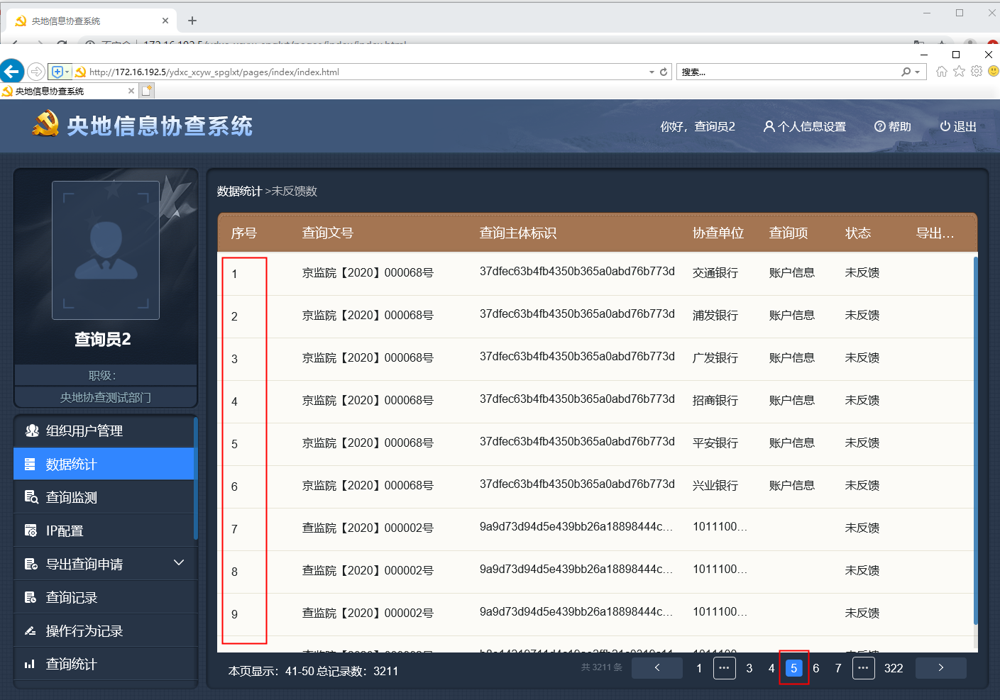 央地信息协查系统
http://172.16.192.5/ydxc_xcyw_spglxt/pages/index/index.html
搜索...
央地信息协查系统
央地信息协查系统
你好，查询员2 个人信息设置 帮助 退出
查询员2
职级：
央地协查测试部门
组织用户管理
数据统计
查询监测
IP配置
导出查询申请
查询记录
操作行为记录
查询统计
数据统计 >未反馈数
序号 查询文号 查询主体标识 协查单位 查询项 状态 导出...
1 京监院【2020】000068号 37dfec63b4fb4350b365a0abd76b773d 交通银行 账户信息 未反馈
2 京监院【2020】000068号 37dfec63b4fb4350b365a0abd76b773d 浦发银行 账户信息 未反馈
3 京监院【2020】000068号 37dfec63b4fb4350b365a0abd76b773d 广发银行 账户信息 未反馈
4 京监院【2020】000068号 37dfec63b4fb4350b365a0abd76b773d 招商银行 账户信息 未反馈
5 京监院【2020】000068号 37dfec63b4fb4350b365a0abd76b773d 平安银行 账户信息 未反馈
6 京监院【2020】000068号 37dfec63b4fb4350b365a0abd76b773d 兴业银行 账户信息 未反馈
7 查监院【2020】000002号 9a9d73d94d5e439bb26a18898444c... 1011100... 未反馈
8 查监院【2020】000002号 9a9d73d94d5e439bb26a18898444c... 1011100... 未反馈
9 查监院【2020】000002号 9a9d73d94d5e439bb26a18898444c... 1011100... 未反馈
本页显示：41-50 总记录数：3211
共 3211 条 < 1 ... 3 4 5 6 7 ... 322 >